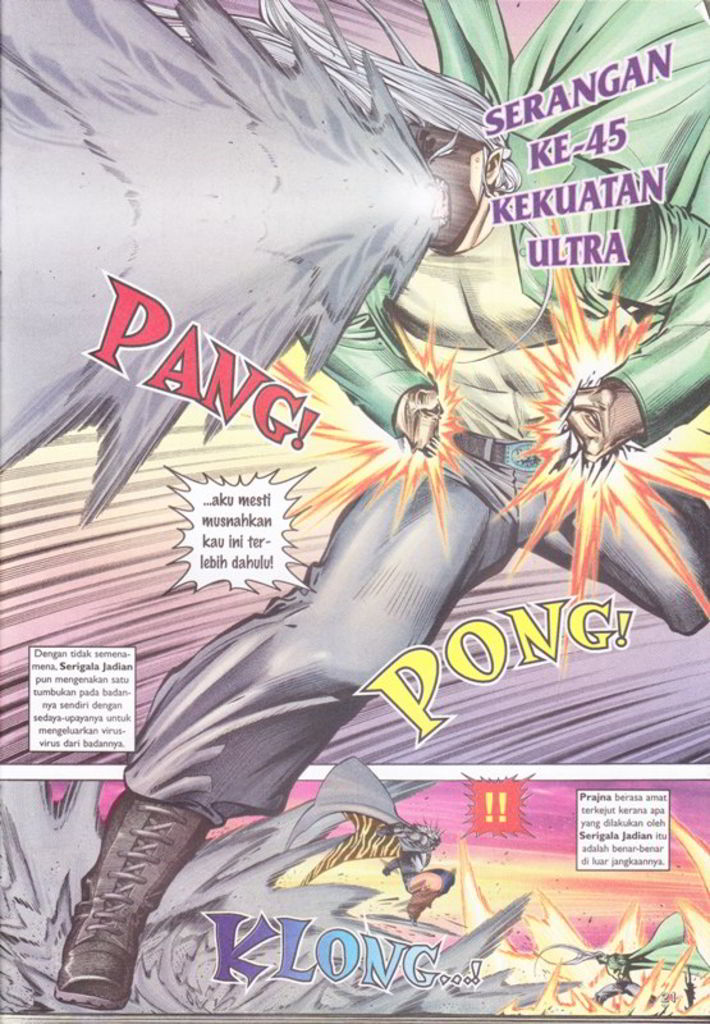 SERANGAN
KE-45
KEKUATAN
ULTRA
PANG!
...aku mesti
musnahkan
kau ini ter-
lebih dahulu!
PONG!
Dengan tidak semena-
mena, Serigala Jadian
pun mengenakan satu
tumbukan pada badan-
nya sendiri dengan
sedaya-upayanya untuk
mengeluarkan virus-
virus dari badannya.
!!
Prajna berasa amat
terkejut kerana apa
yang dilakukan oleh
Serigala Jadian itu
adalah benar-benar
di luar jangkaannya.
KLONG...!
21